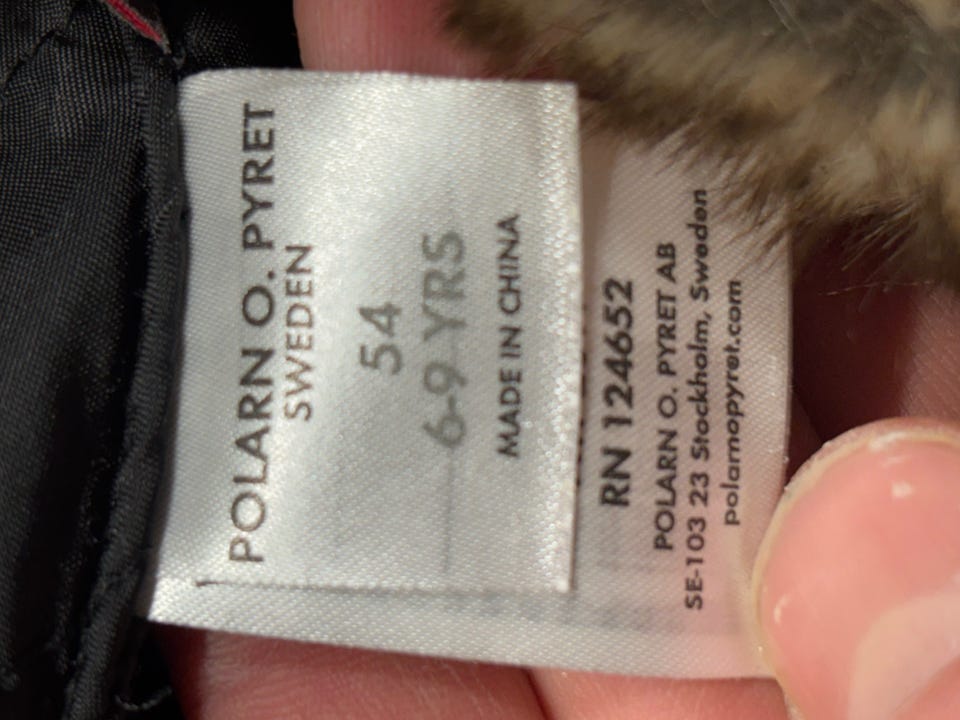 POLARN O. PYRET
SWEDEN
54
6-9 YRS
MADE IN CHINA
RN 124652
POLARN O. PYRET AB
SE-103 23 Stockholm, Sweden
polarnopyret.com